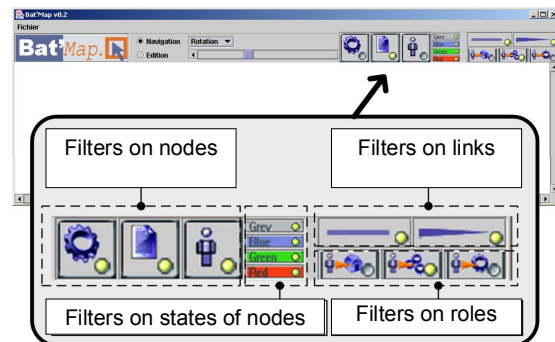 Bat'Map v0.2
Fichier
Bat'Map.
Navigation
Rotation
Edition
Grey
Blue
Green
Red
Filters on nodes
Filters on links
Grey
Blue
Green
Red
Filters on states of nodes
Filters on roles